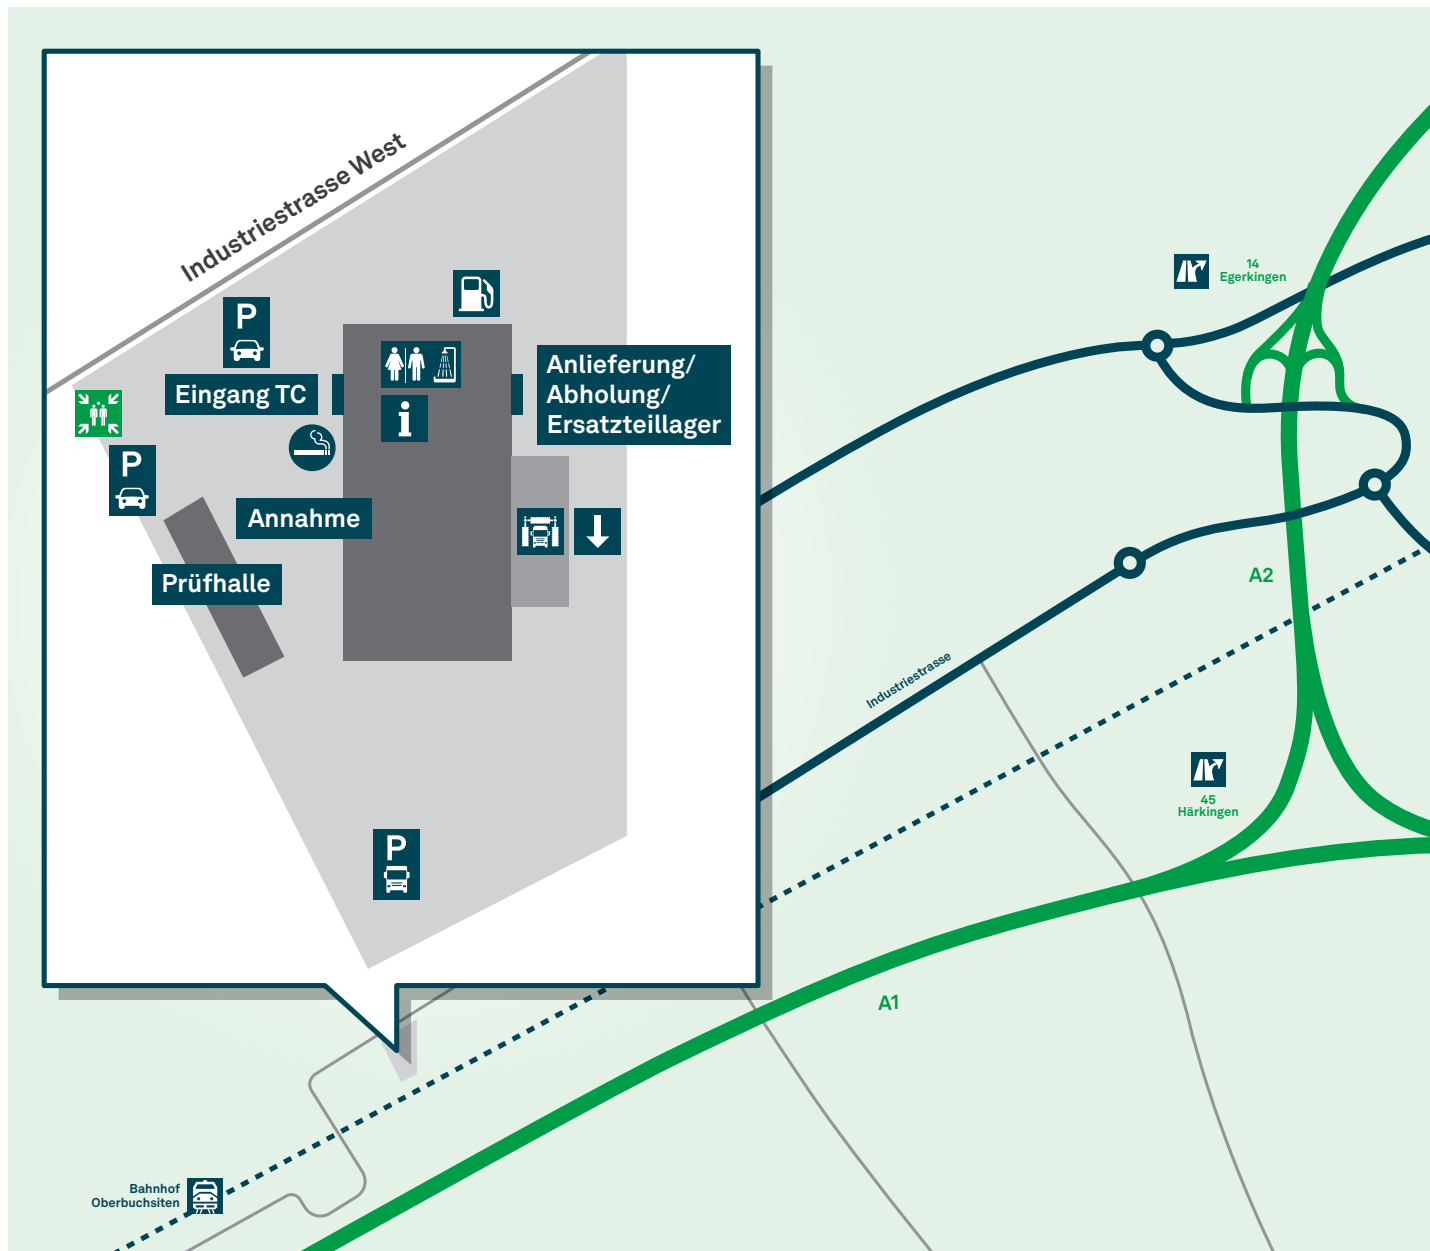 Industriestrasse West
P
Eingang TC
P
i
Anlieferung/
Abholung/
Ersatzteillager
Annahme
Prüfhalle
P
14
Egerkingen
A2
Industriestrasse
45
Härkingen
A1
Bahnhof
Oberbuchsiten